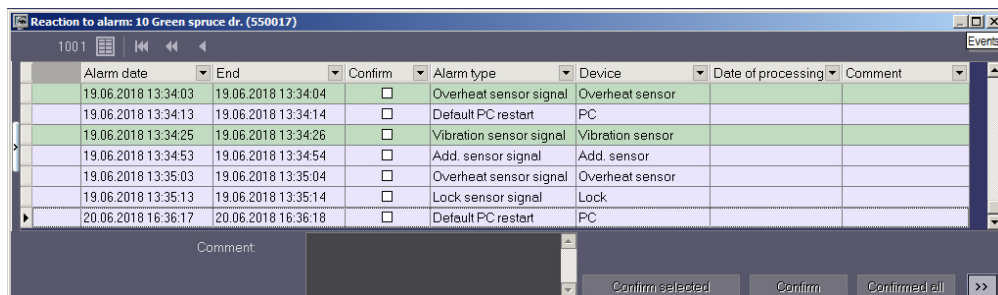 Reaction to alarm: 10 Green spruce dr. (550017)
1001
Events
Alarm date End Confirm Alarm type Device Date of processing Comment
19.06.2018 13:34:03 19.06.2018 13:34:04 Overheat sensor signal Overheat sensor
19.06.2018 13:34:13 19.06.2018 13:34:14 Default PC restart PC
19.06.2018 13:34:25 19.06.2018 13:34:26 Vibration sensor signal Vibration sensor
19.06.2018 13:34:53 19.06.2018 13:34:54 Add. sensor signal Add. sensor
19.06.2018 13:35:03 19.06.2018 13:35:04 Overheat sensor signal Overheat sensor
19.06.2018 13:35:13 19.06.2018 13:35:14 Lock sensor signal Lock
20.06.2018 16:36:17 20.06.2018 16:36:18 Default PC restart PC
Comment:
Confirm selected Confirm Confirmed all >>